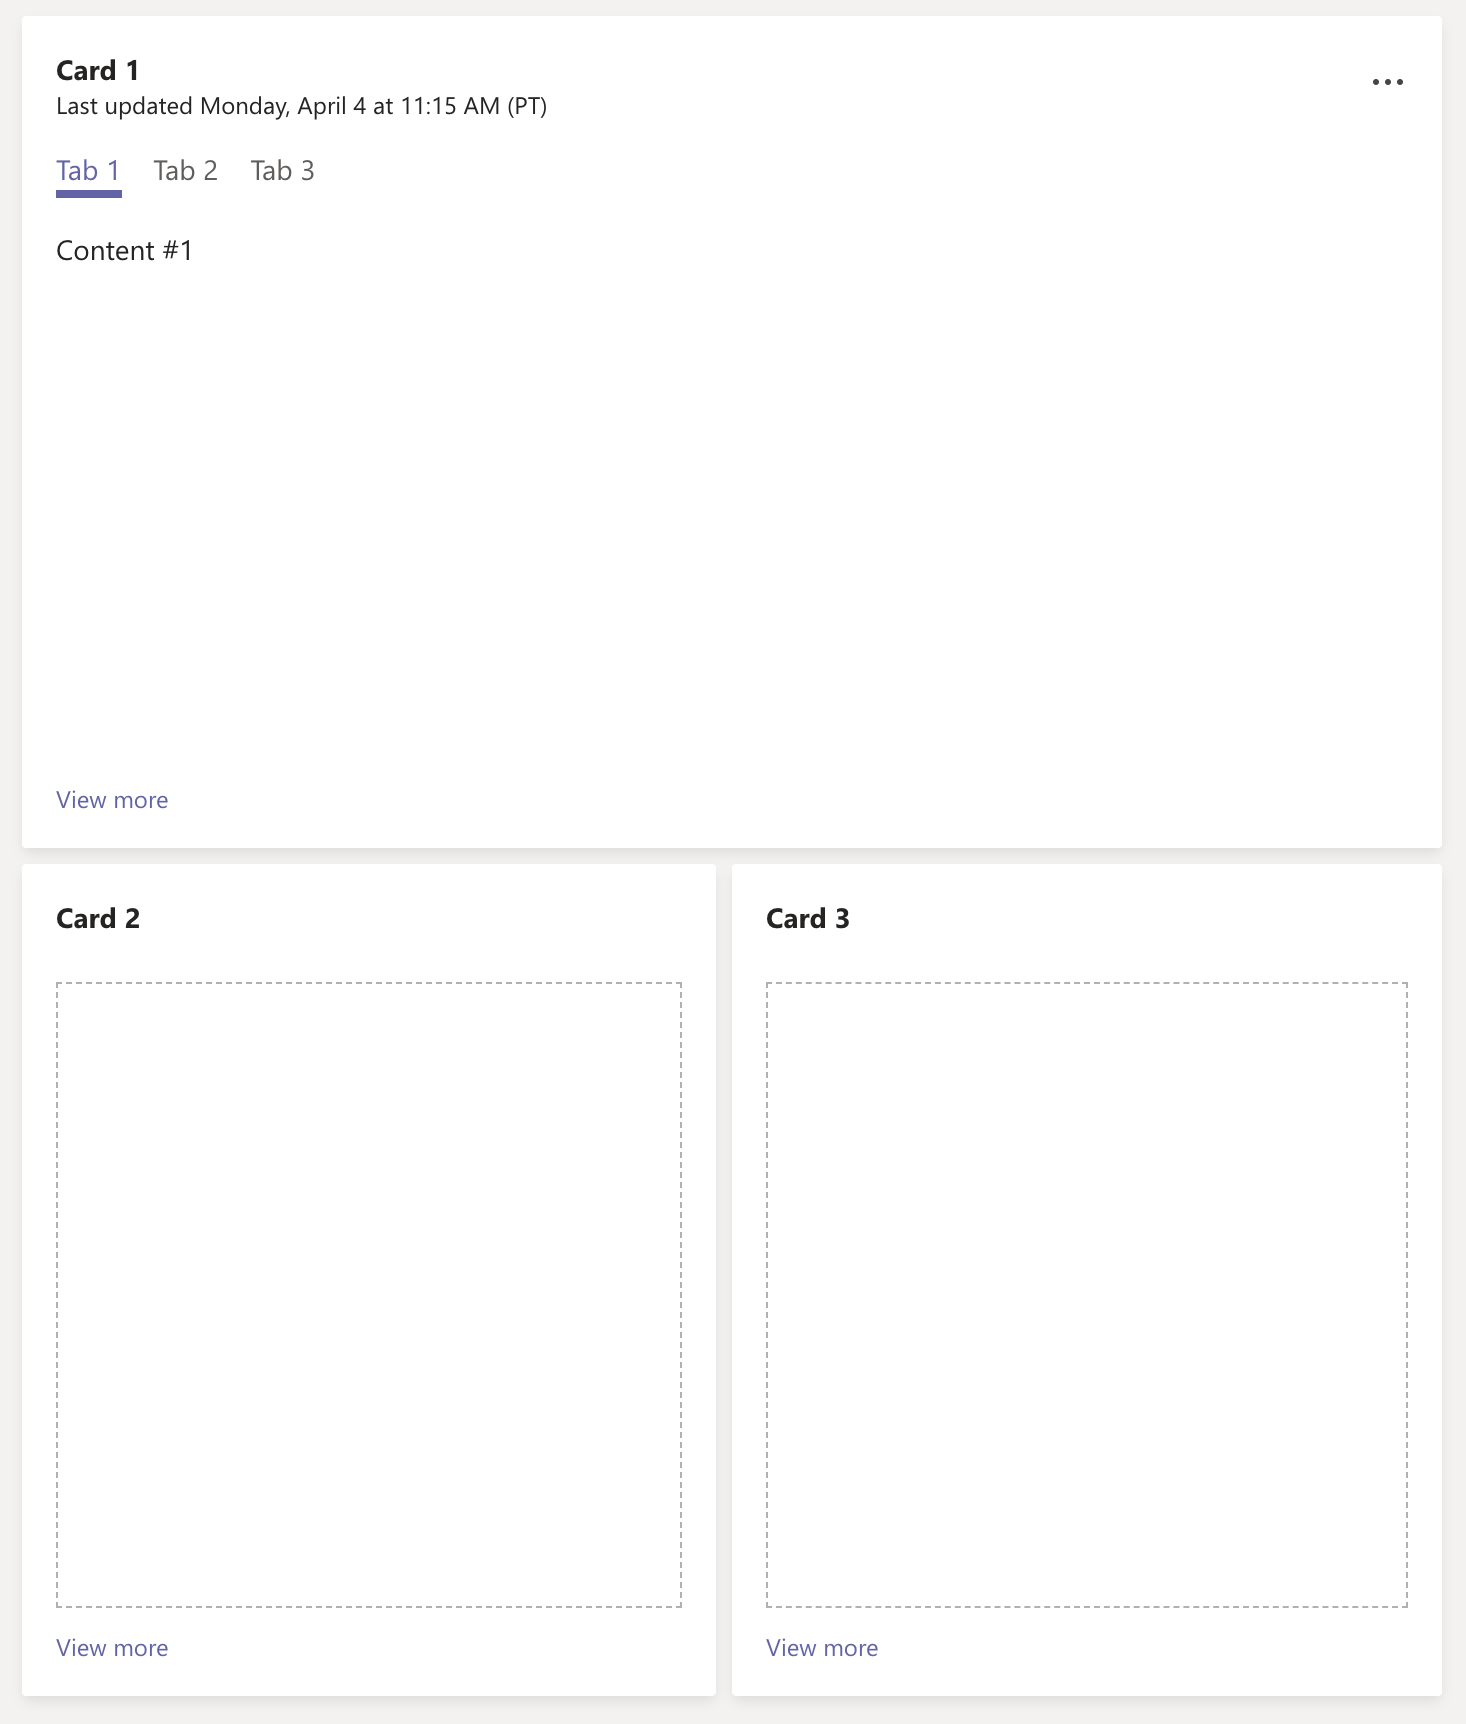 Card 1
Last updated Monday, April 4 at 11:15 AM (PT)
Tab 1 Tab 2 Tab 3
Content #1
View more
Card 2
View more
Card 3
View more